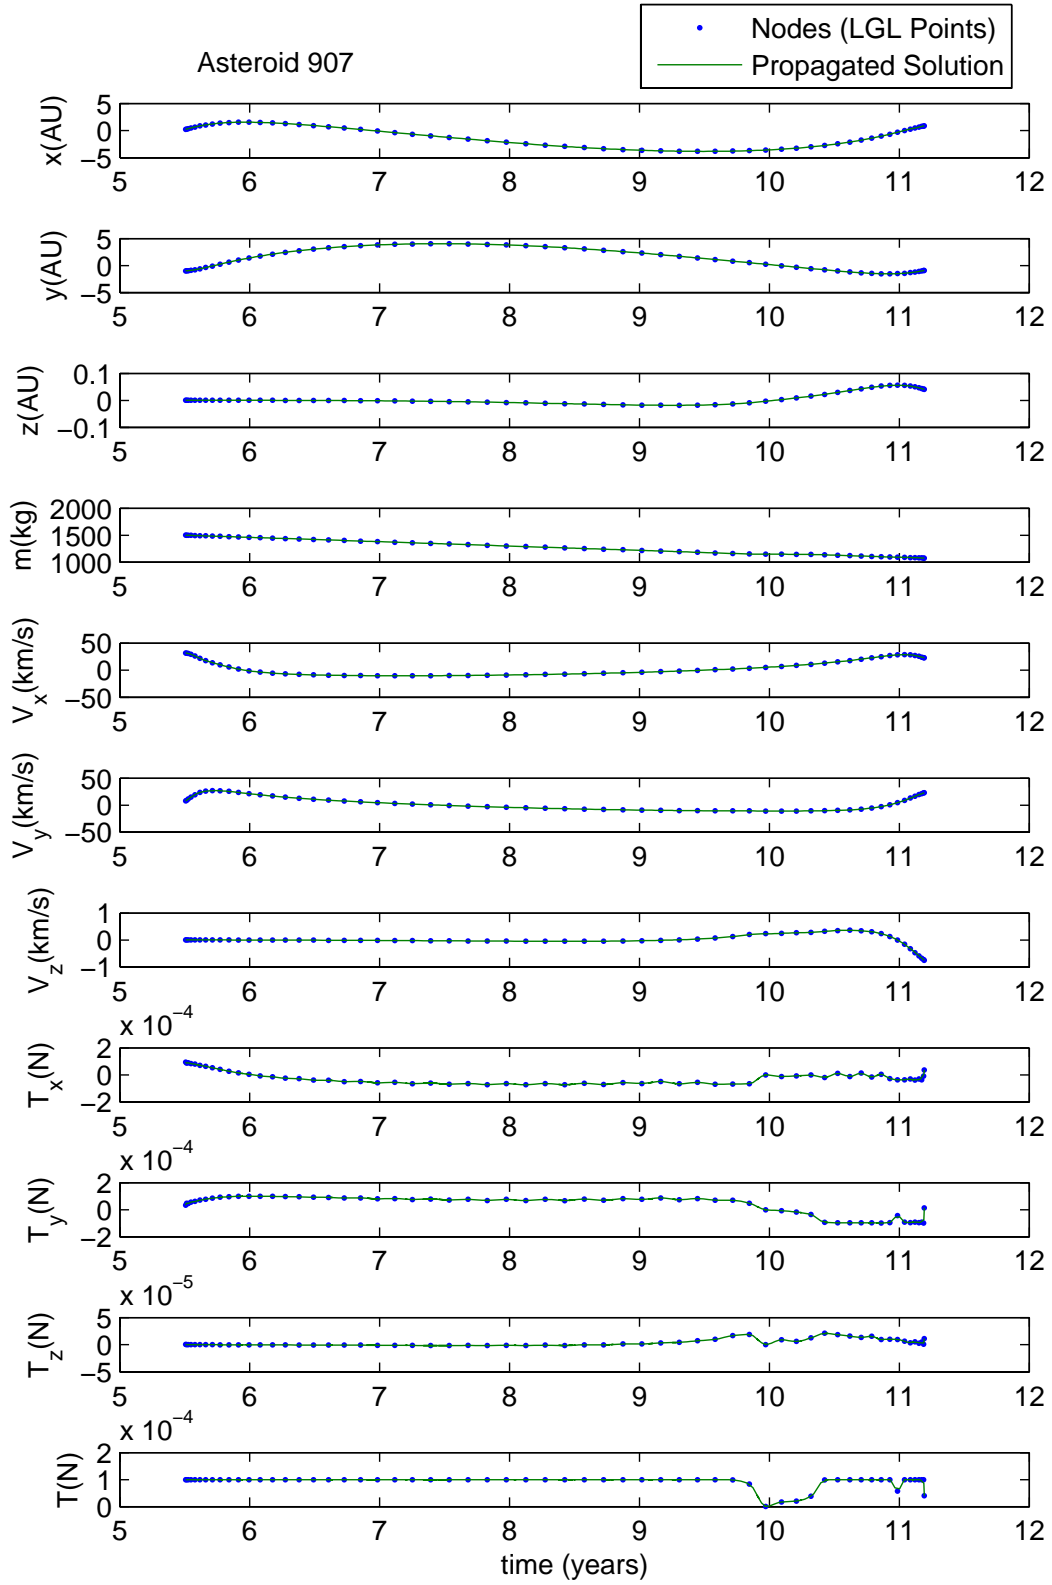 Nodes (LGL Points)
Propagated Solution
Asteroid 907
x(AU)
5
0
−5
5 6 7 8 9 10 11 12
y(AU)
5
0
−5
5 6 7 8 9 10 11 12
z(AU)
0.1
0
−0.1
5 6 7 8 9 10 11 12
m(kg)
2000
1500
1000
5 6 7 8 9 10 11 12
V_x(km/s)
50
0
−50
5 6 7 8 9 10 11 12
V_y(km/s)
50
0
−50
5 6 7 8 9 10 11 12
V_z(km/s)
1
0
−1
5 6 7 8 9 10 11 12
x 10^−4
T_x(N)
2
0
−2
5 6 7 8 9 10 11 12
x 10^−4
T_y(N)
2
0
−2
5 6 7 8 9 10 11 12
x 10^−5
T_z(N)
5
0
−5
5 6 7 8 9 10 11 12
x 10^−4
T(N)
2
1
0
5 6 7 8 9 10 11 12
time (years)